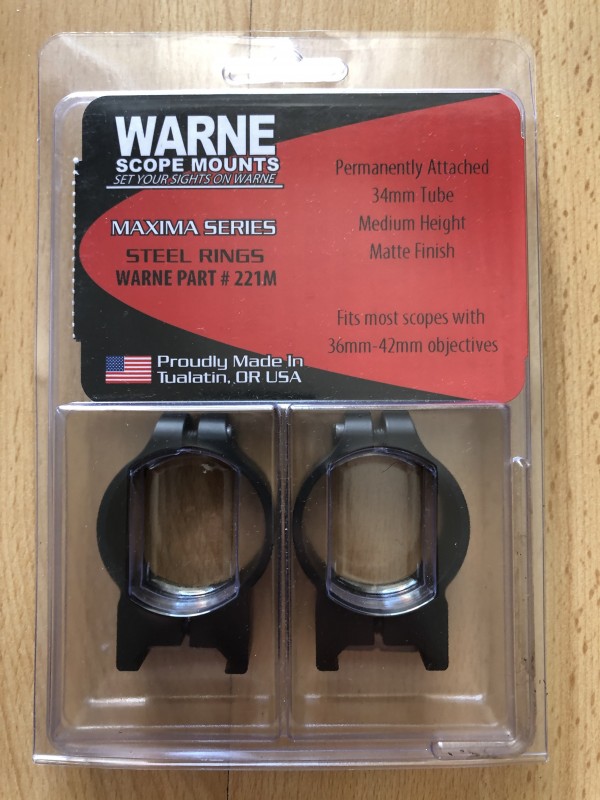 WARNE
SCOPE MOUNTS
SET YOUR SIGHTS ON WARNE
MAXIMA SERIES
STEEL RINGS
WARNE PART # 221M
Permanently Attached
34mm Tube
Medium Height
Matte Finish
Fits most scopes with
36mm-42mm objectives
Proudly Made In
Tualatin, OR USA